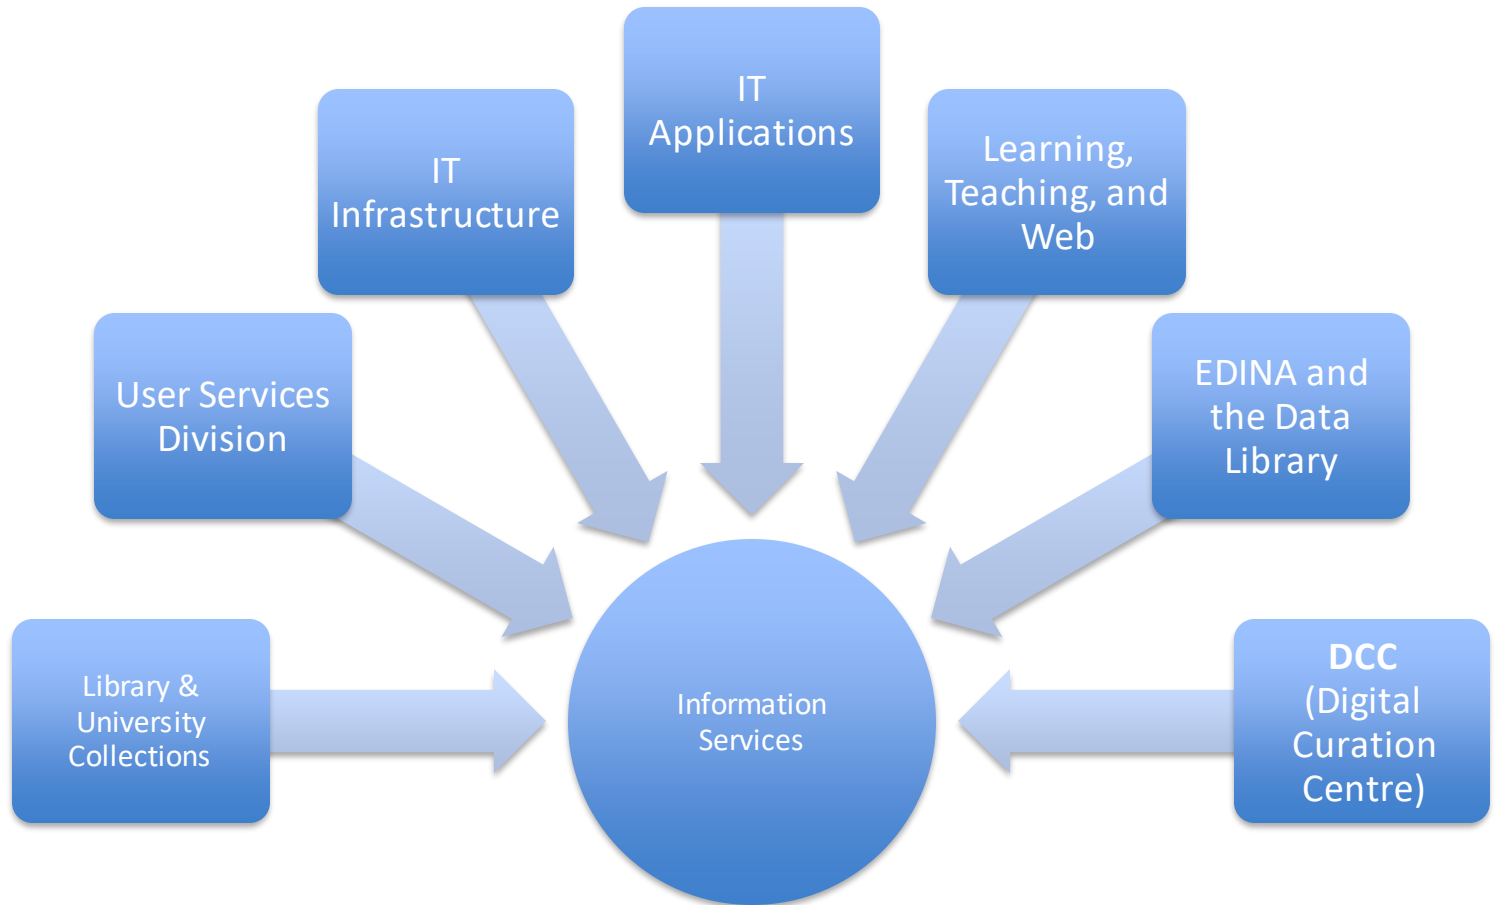 IT
Applications
IT
Infrastructure
Learning,
Teaching, and
Web
User Services
Division
EDINA and
the Data
Library
Library &
University
Collections
Information
Services
DCC
(Digital
Curation
Centre)